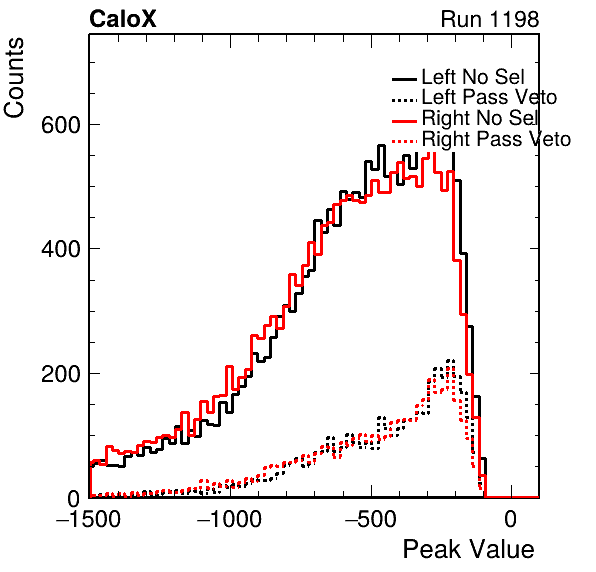 CaloX Run 1198
Counts
Left No Sel
Left Pass Veto
Right No Sel
Right Pass Veto
600
400
200
0
−1500 −1000 −500 0
Peak Value